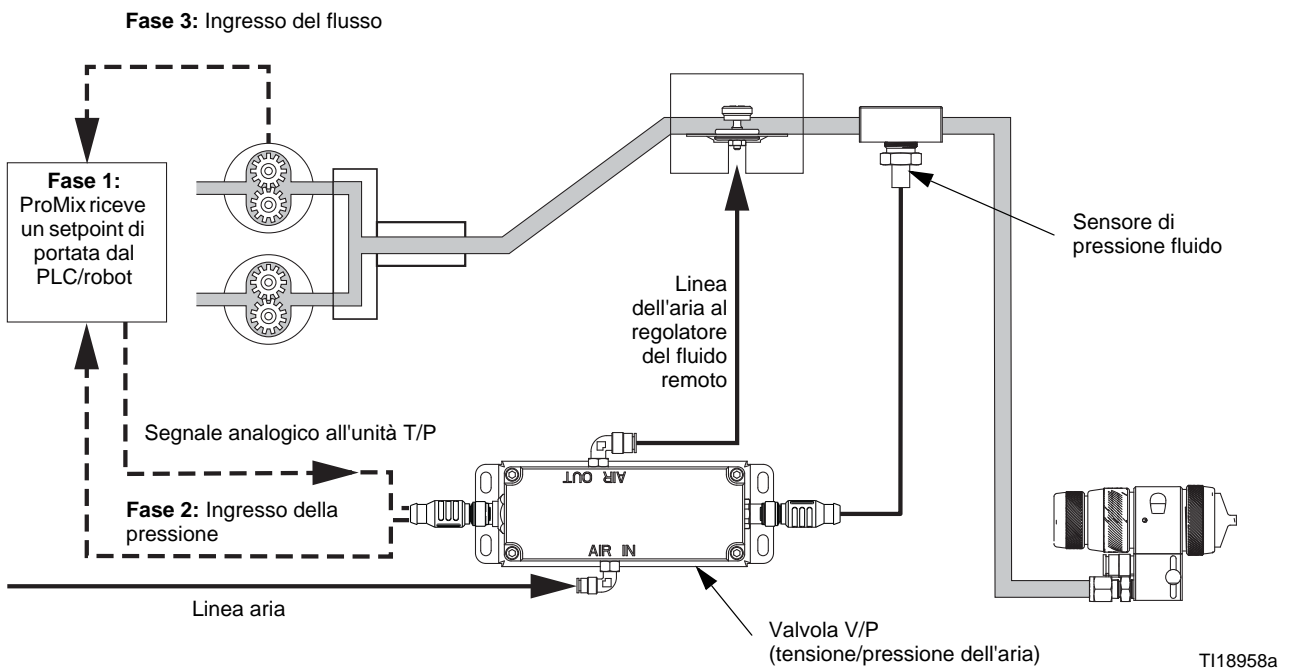 Fase 3: Ingresso del flusso
Fase 1:
ProMix riceve
un setpoint di
portata dal
PLC/robot
Sensore di
pressione fluido
Linea
dell'aria al
regolatore
del fluido
remoto
Segnale analogico all'unità T/P
AIR OUT
Fase 2: Ingresso della
pressione
AIR IN
Linea aria
Valvola V/P
(tensione/pressione dell'aria)
TI18958a